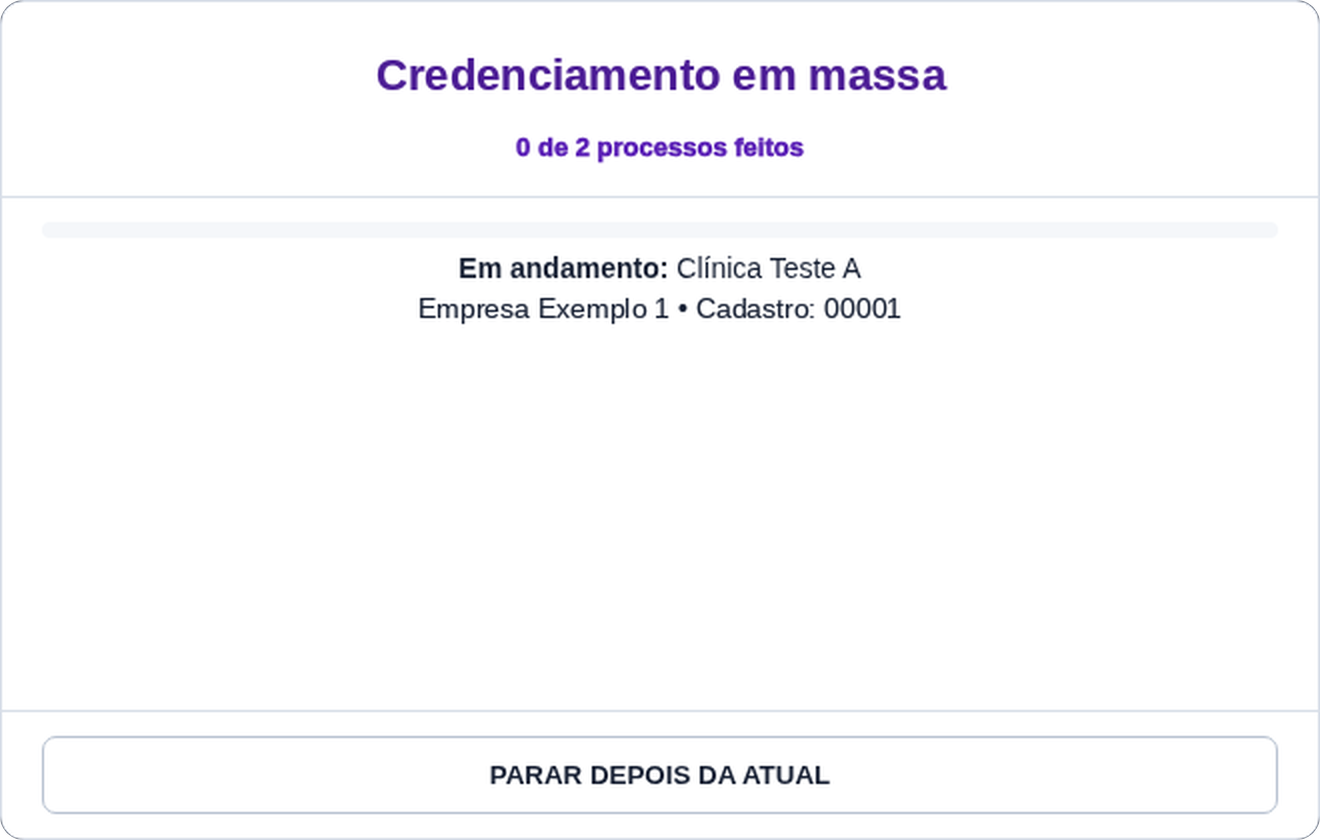 Credenciamento em massa
0 de 2 processos feitos
Em andamento: Clínica Teste A
Empresa Exemplo 1 • Cadastro: 00001
PARAR DEPOIS DA ATUAL